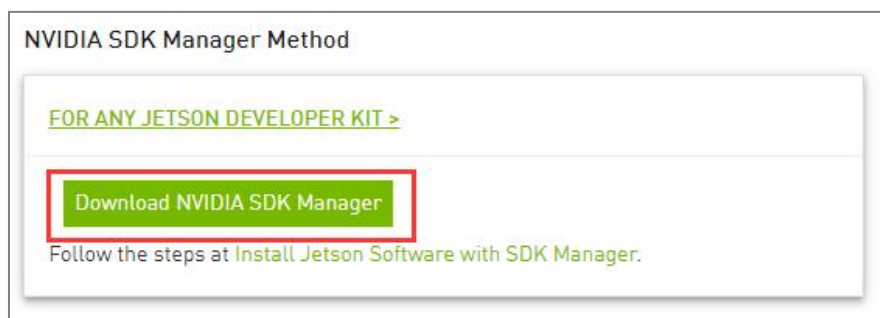 NVIDIA SDK Manager Method
FOR ANY JETSON DEVELOPER KIT >
Download NVIDIA SDK Manager
Follow the steps at Install Jetson Software with SDK Manager.